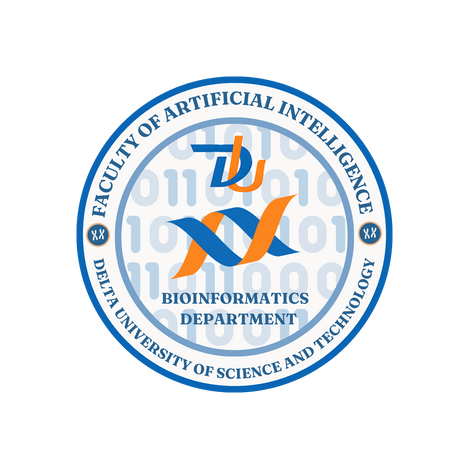 FACULTY OF ARTIFICIAL INTELLIGENCE
DU
BIOINFORMATICS
DEPARTMENT
DELTA UNIVERSITY OF SCIENCE AND TECHNOLOGY